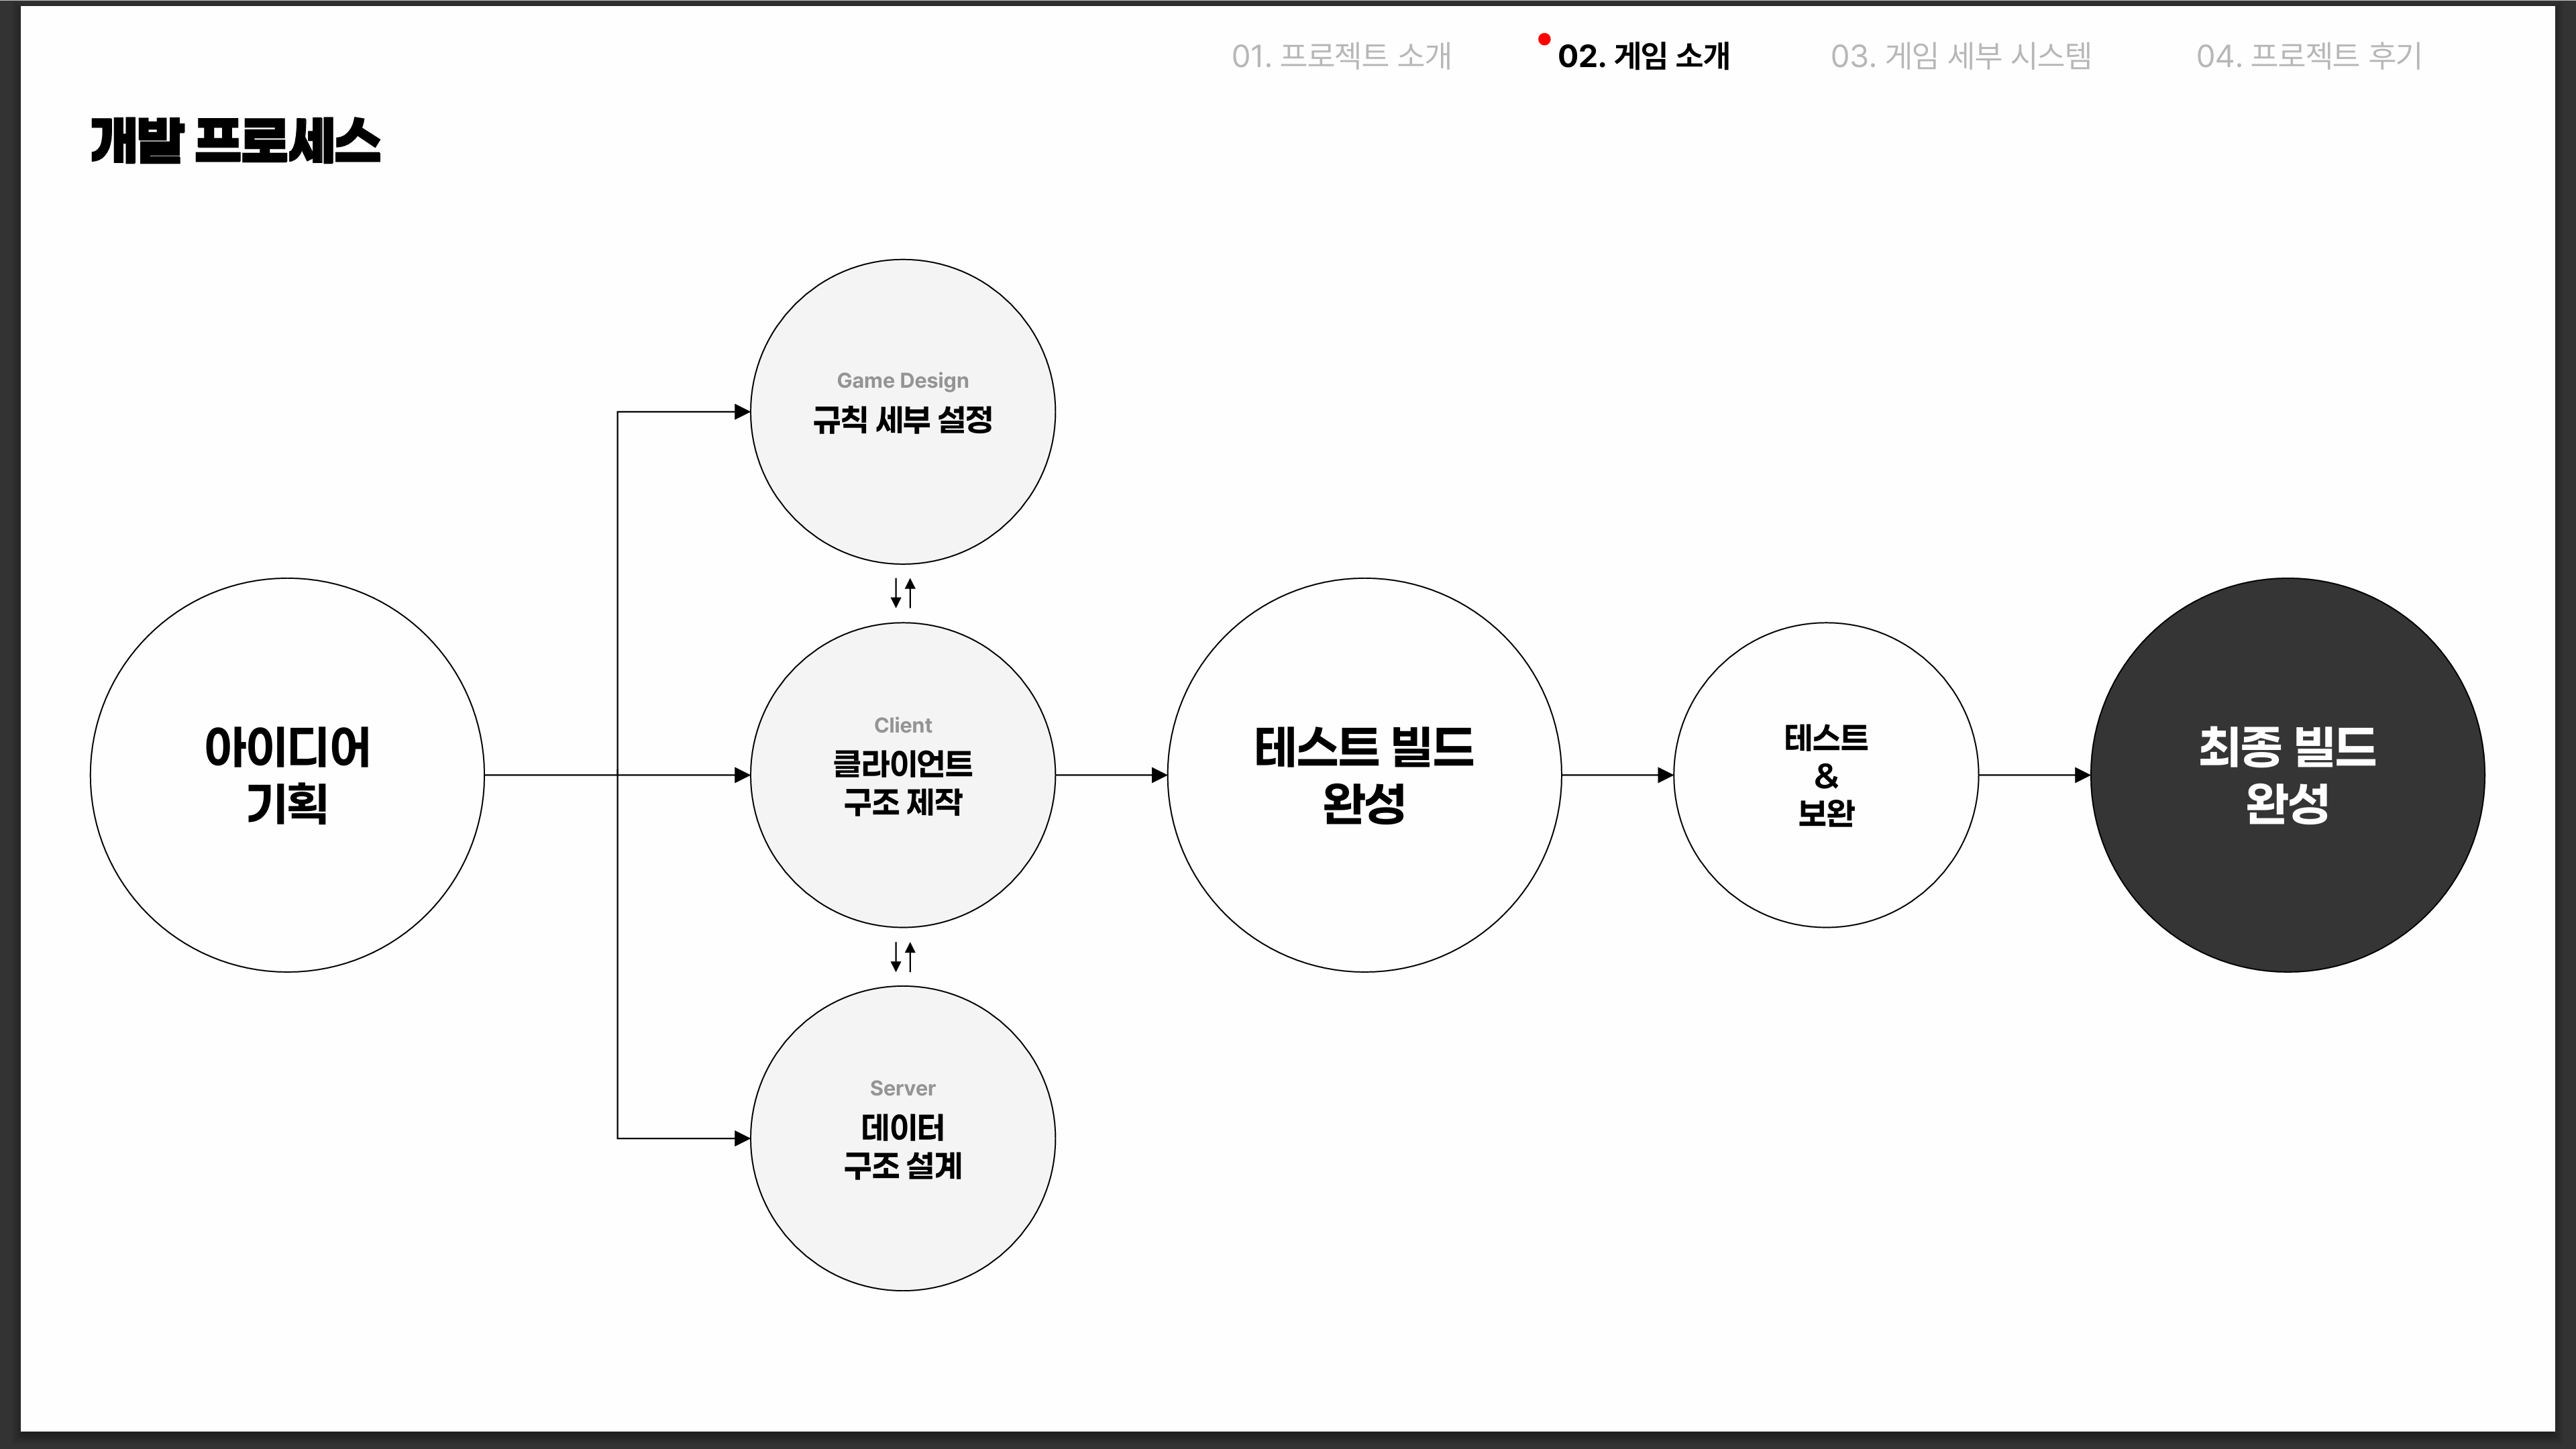 01. 프로젝트 소개
02. 게임 소개
03. 게임 세부 시스템
04. 프로젝트 후기
개발 프로세스
아이디어
기획
Game Design
규칙 세부 설정
Client
클라이언트
구조 제작
Server
데이터
구조 설계
테스트 빌드
완성
테스트
&
보완
최종 빌드
완성